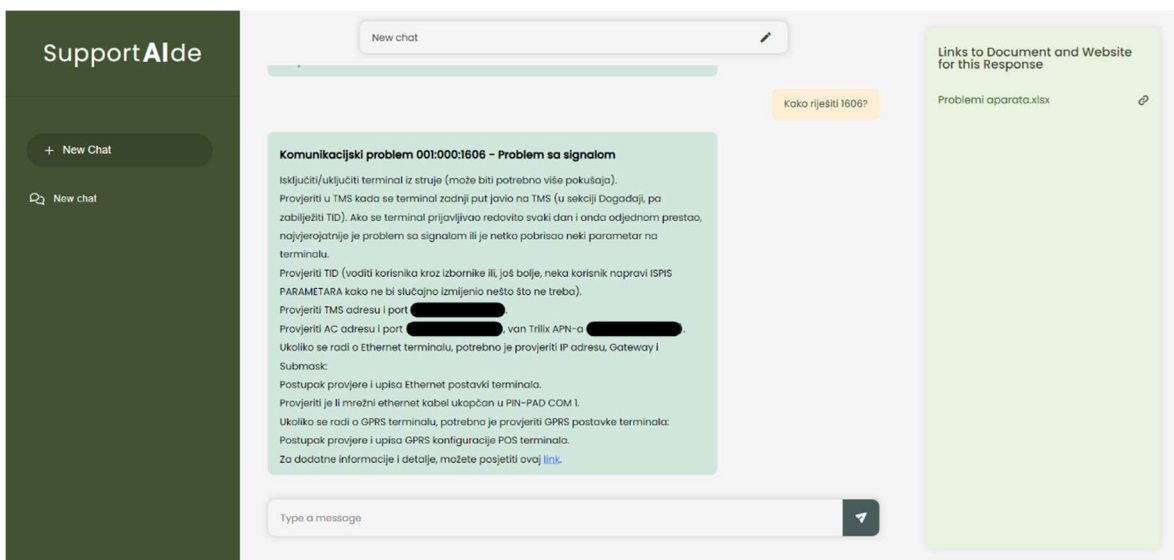 SupportAIde
+ New Chat
New chat
New chat
Kako riješiti 1606?
Komunikacijski problem 001:000:1606 - Problem sa signalom
Isključiti/uključiti terminal iz struje (može biti potrebno više pokušaja).
Provjeriti u TMS kada se terminal zadnji put javio na TMS (u sekciji Događaji, pa
zabilježiti TID). Ako se terminal prijavljivao redovito svaki dan i onda odjednom prestao,
najvjerojatnije je problem sa signalom ili je netko pobrisao neki parametar na
terminalu.
Provjeriti TID (voditi korisnika kroz izbornike ili, još bolje, neka korisnik napravi ISPIS
PARAMETARA kako ne bi slučajno izmijenio nešto što ne treba).
Provjeriti TMS adresu i port .
Provjeriti AC adresu i port , van Trilix APN-a .
Ukoliko se radi o Ethernet terminalu, potrebno je provjeriti IP adresu, Gateway i
Submask:
Postupak provjere i upisa Ethernet postavki terminala.
Provjeriti je li mrežni ethernet kabel ukopčan u PIN-PAD COM 1.
Ukoliko se radi o GPRS terminalu, potrebno je provjeriti GPRS postavke terminala:
Postupak provjere i upisa GPRS konfiguracije POS terminala.
Za dodatne informacije i detalje, možete posjetiti ovaj link.
Type a message
Links to Document and Website
for this Response
Problemi aparata.xlsx